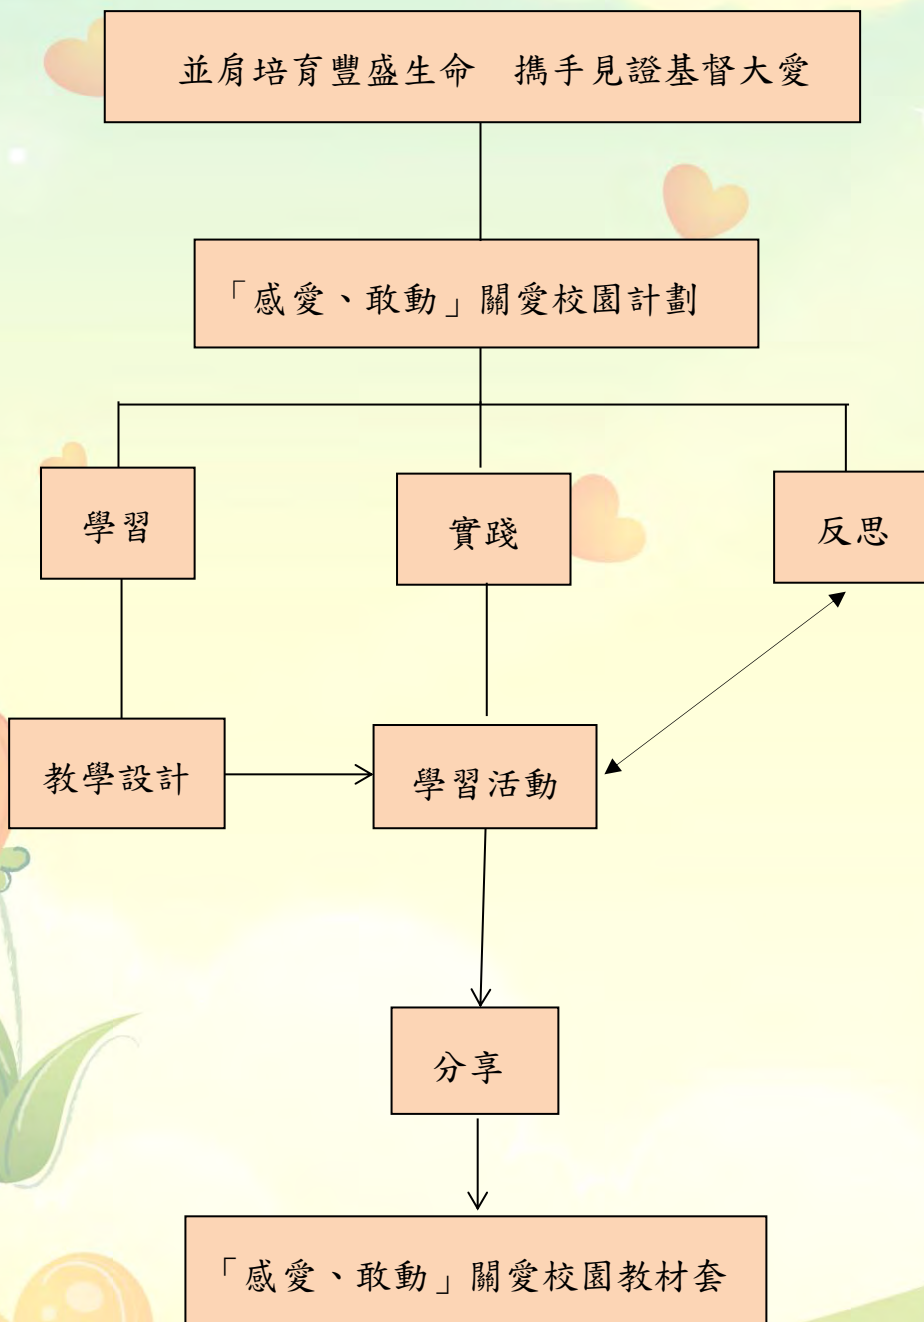 並肩培育豐盛生命　攜手見證基督大愛
「感愛、敢動」關愛校園計劃
學習
實踐
反思
教學設計
學習活動
分享
「感愛、敢動」關愛校園教材套